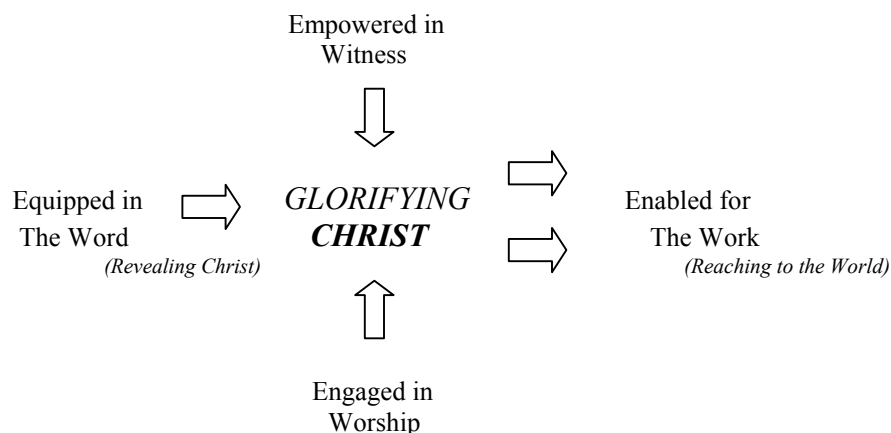 Empowered in
Witness
Equipped in
The Word
(Revealing Christ)
GLORIFYING
CHRIST
Enabled for
The Work
(Reaching to the World)
Engaged in
Worship